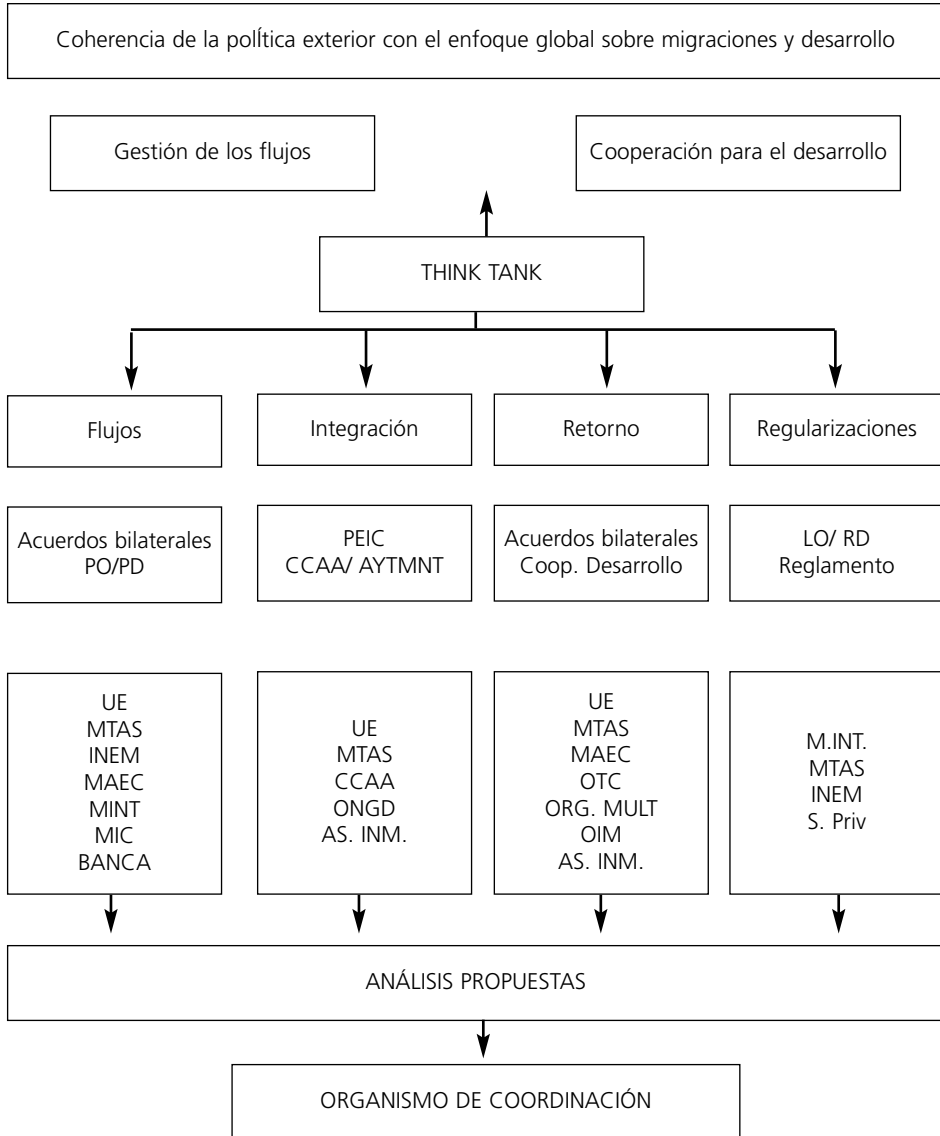 Coherencia de la polÍtica exterior con el enfoque global sobre migraciones y desarrollo
Gestión de los flujos
Cooperación para el desarrollo
THINK TANK
Flujos
Integración
Retorno
Regularizaciones
Acuerdos bilaterales
PO/PD
PEIC
CCAA/ AYTMNT
Acuerdos bilaterales
Coop. Desarrollo
LO/ RD
Reglamento
UE
MTAS
INEM
MAEC
MINT
MIC
BANCA
UE
MTAS
CCAA
ONGD
AS. INM.
UE
MTAS
MAEC
OTC
ORG. MULT
OIM
AS. INM.
M.INT.
MTAS
INEM
S. Priv
ANÁLISIS PROPUESTAS
ORGANISMO DE COORDINACIÓN